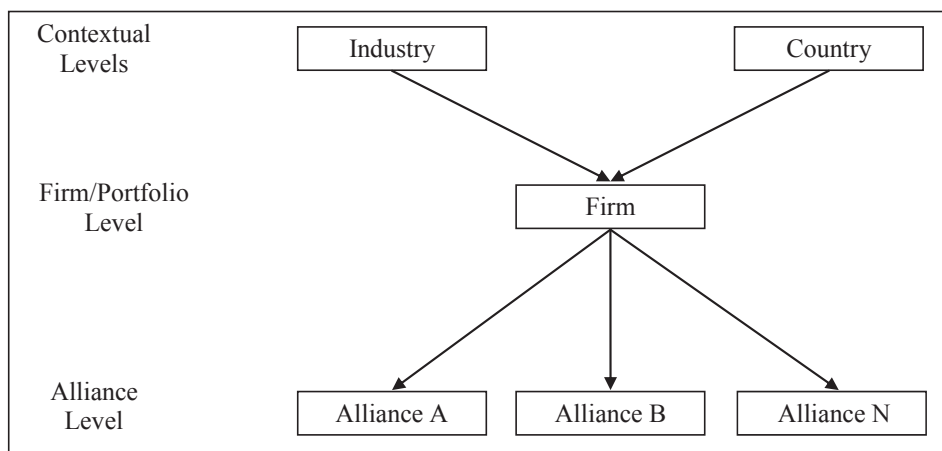 Contextual
Levels
Industry
Country
Firm/Portfolio
Level
Firm
Alliance
Level
Alliance A
Alliance B
Alliance N